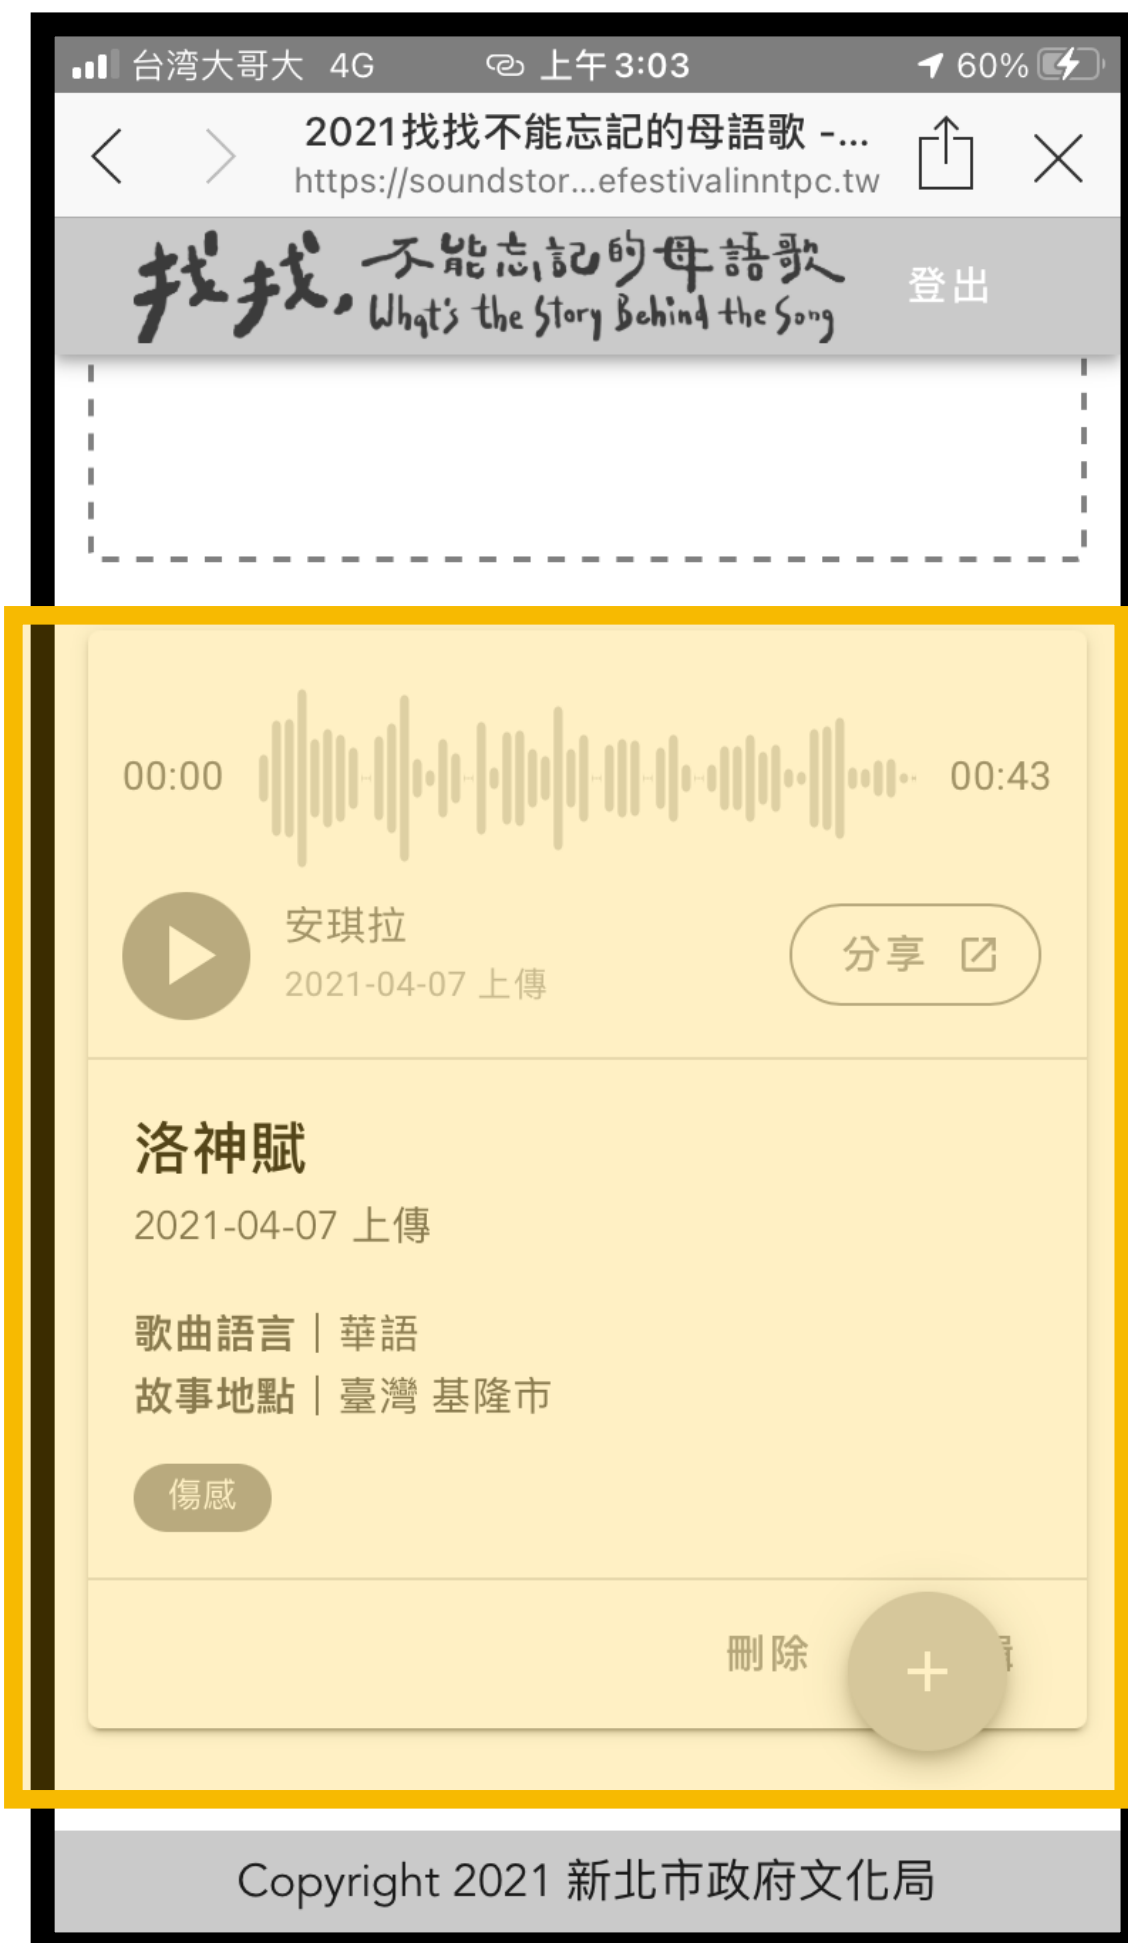 台湾大哥大 4G 上午3:03 60%
2021找找不能忘記的母語歌 -...
https://soundstor...efestivalinntpc.tw
找找，不能忘記的母語歌
What's the Story Behind the Song
登出
00:00 00:43
安琪拉
2021-04-07 上傳
分享
洛神賦
2021-04-07 上傳
歌曲語言｜華語
故事地點｜臺灣 基隆市
傷感
刪除
Copyright 2021 新北市政府文化局